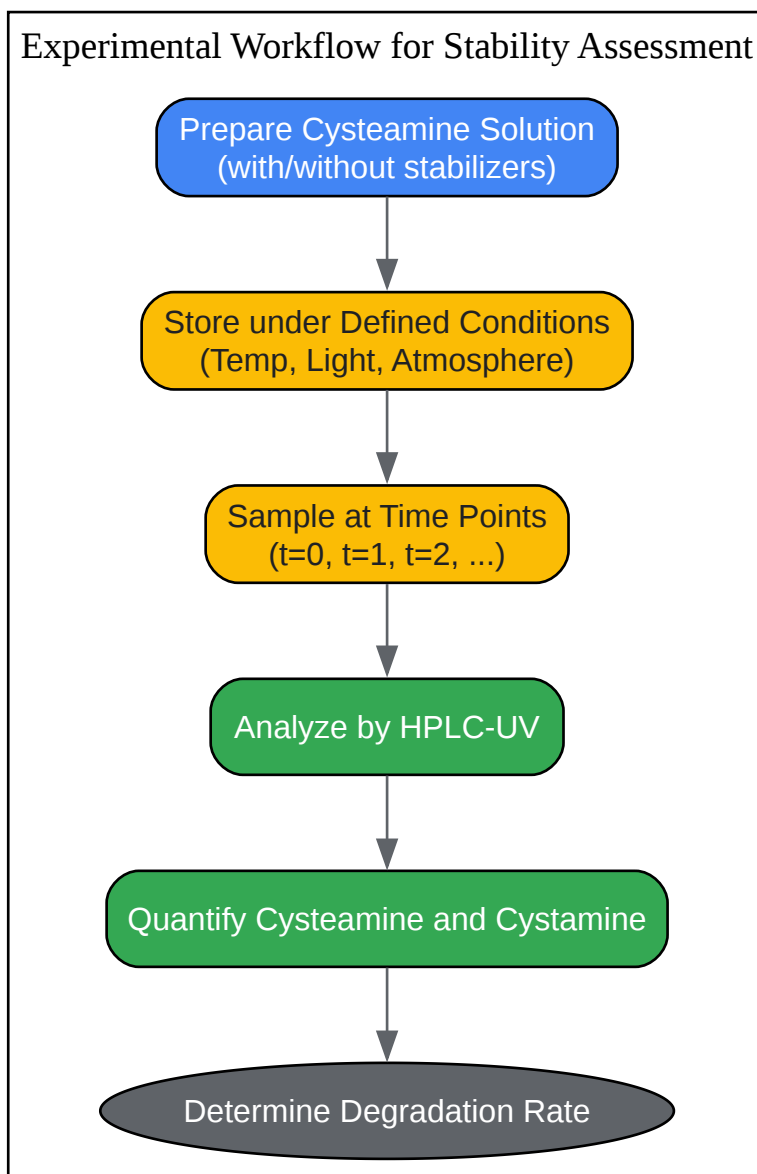 Experimental Workflow for Stability Assessment
Prepare Cysteamine Solution
(with/without stabilizers)
Store under Defined Conditions
(Temp, Light, Atmosphere)
Sample at Time Points
(t=0, t=1, t=2, ...)
Analyze by HPLC-UV
Quantify Cysteamine and Cystamine
Determine Degradation Rate